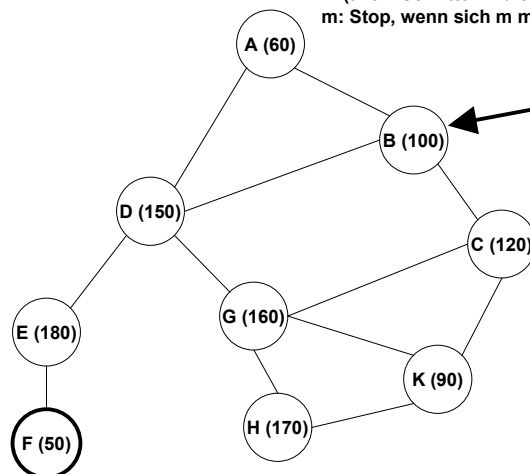 m: Stop, wenn sich m m
A (60)
B (100)
D (150)
C (120)
E (180)
G (160)
K (90)
H (170)
F (50)